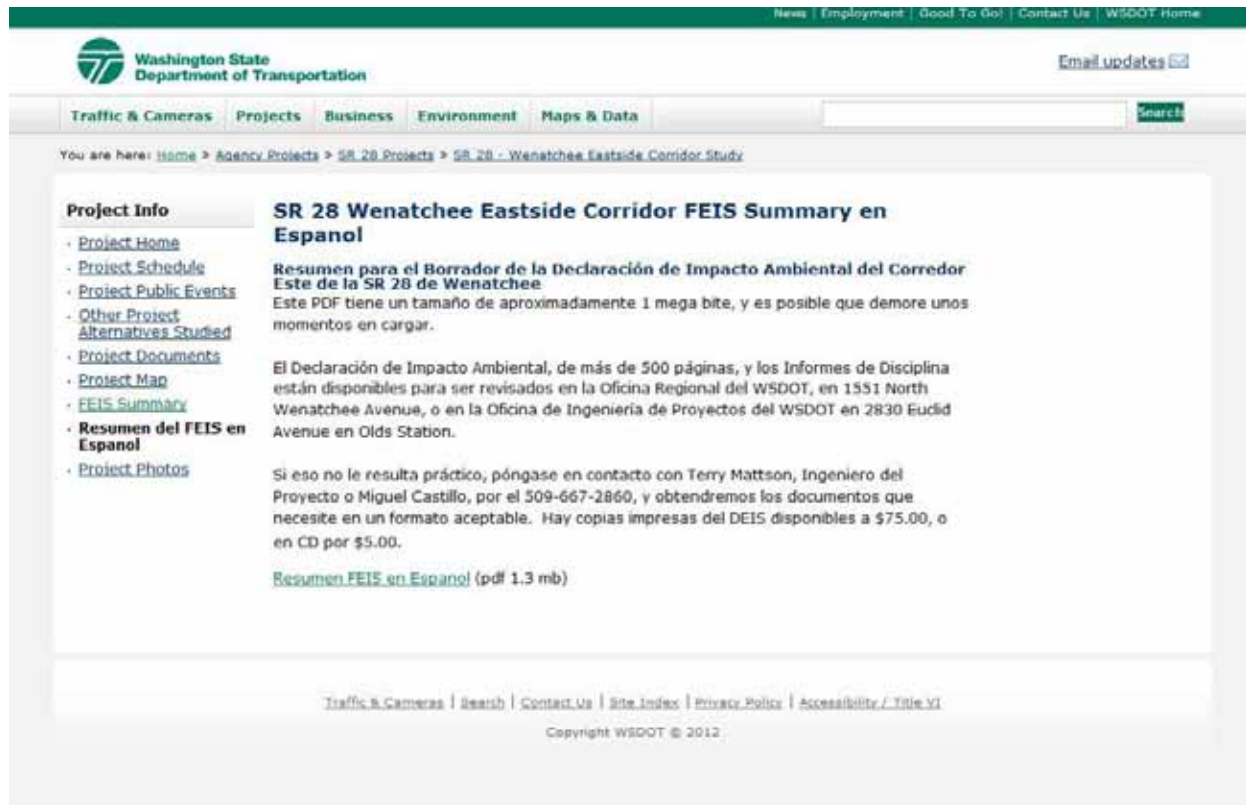 News | Employment | Good To Go! | Contact Us | WSDOT Home
Washington State
Department of Transportation
Email updates
Traffic & Cameras Projects Business Environment Maps & Data
Search
You are here: Home > Agency Projects > SR 28 Projects > SR 28 - Wenatchee Eastside Corridor Study
Project Info
· Project Home
· Project Schedule
· Project Public Events
· Other Project
Alternatives Studied
· Project Documents
· Project Map
· FEIS Summary
· Resumen del FEIS en
Espanol
· Project Photos
SR 28 Wenatchee Eastside Corridor FEIS Summary en
Espanol
Resumen para el Borrador de la Declaración de Impacto Ambiental del Corredor
Este de la SR 28 de Wenatchee
Este PDF tiene un tamaño de aproximadamente 1 mega bite, y es posible que demore unos
momentos en cargar.
El Declaración de Impacto Ambiental, de más de 500 páginas, y los Informes de Disciplina
están disponibles para ser revisados en la Oficina Regional del WSDOT, en 1551 North
Wenatchee Avenue, o en la Oficina de Ingeniería de Proyectos del WSDOT en 2830 Euclid
Avenue en Olds Station.
Si eso no le resulta práctico, póngase en contacto con Terry Mattson, Ingeniero del
Proyecto o Miguel Castillo, por el 509-667-2860, y obtendremos los documentos que
necesite en un formato aceptable. Hay copias impresas del DEIS disponibles a $75.00, o
en CD por $5.00.
Resumen FEIS en Espanol (pdf 1.3 mb)
Traffic & Cameras | Search | Contact Us | Site Index | Privacy Policy | Accessibility / Title VI
Copyright WSDOT © 2012